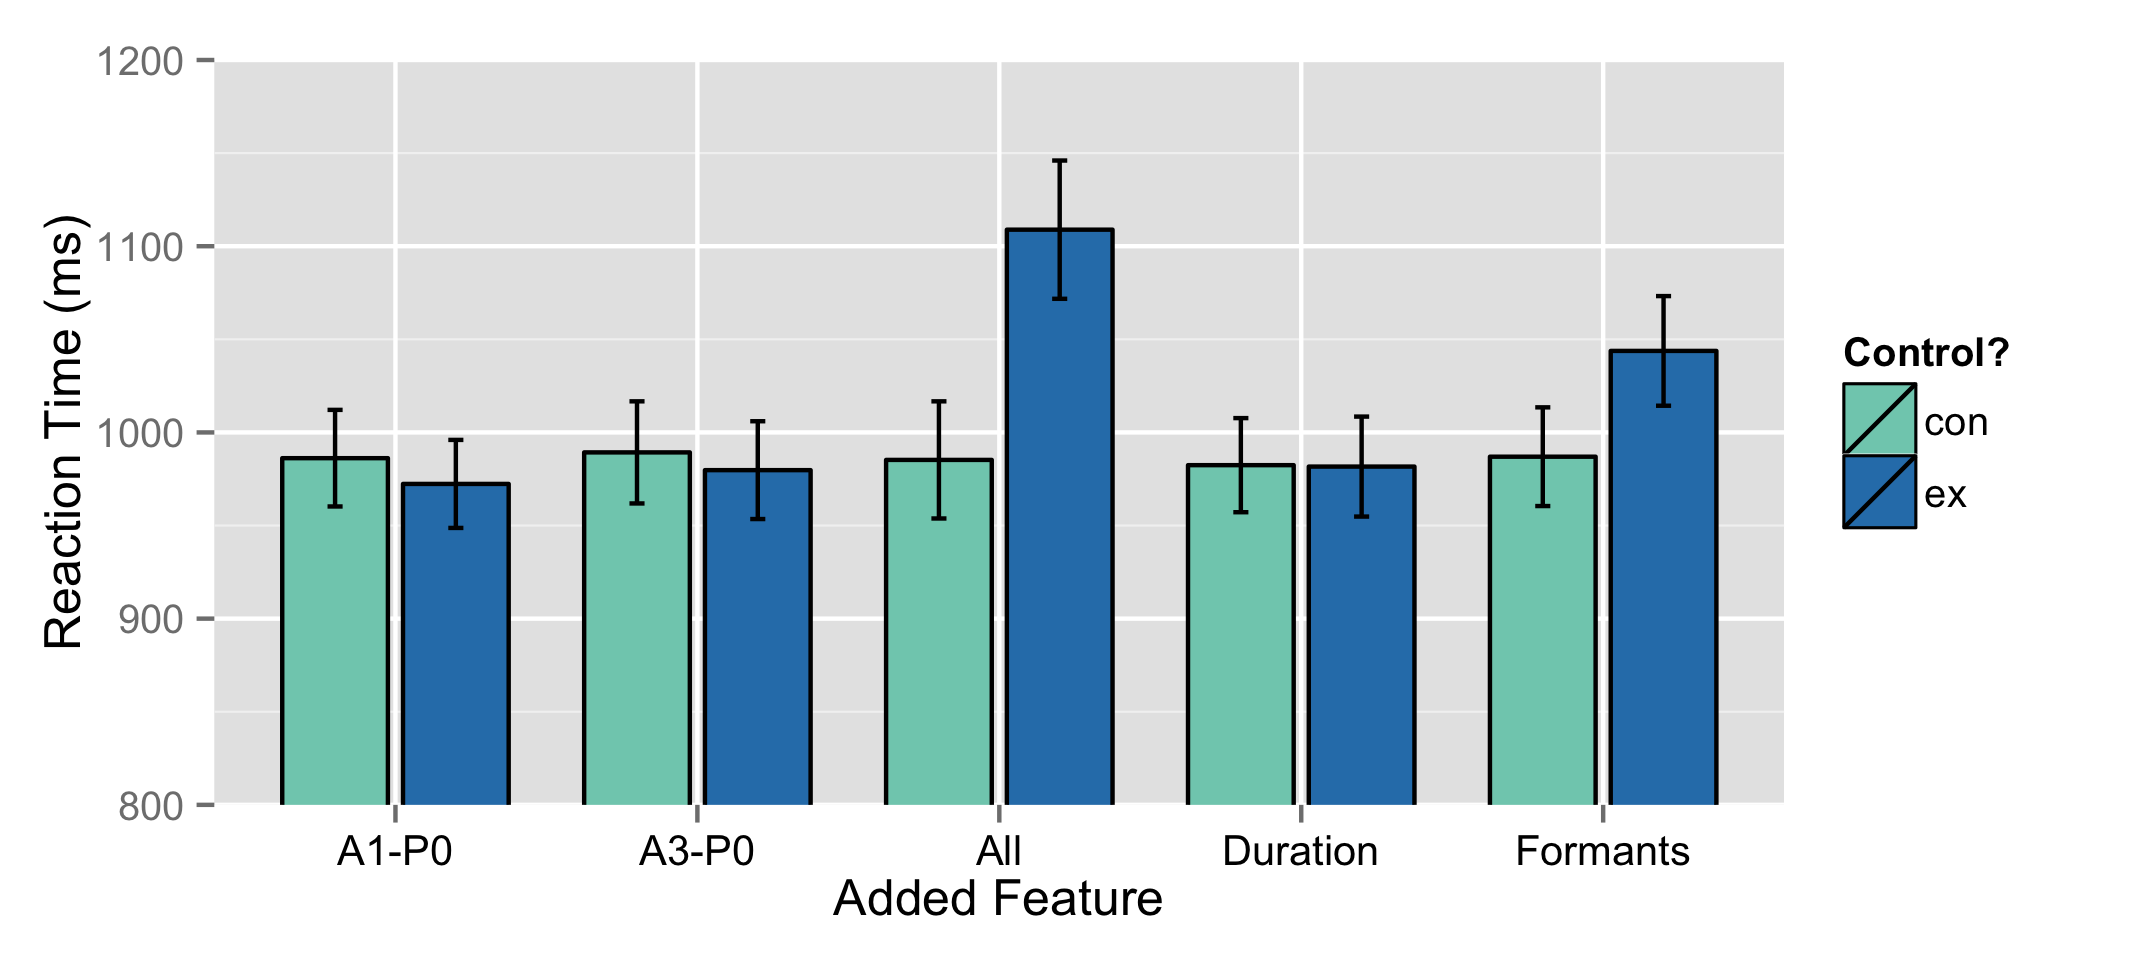 1200
1100
1000
900
800
Reaction Time (ms)
A1-P0 A3-P0 All Duration Formants
Added Feature
Control?
con
ex